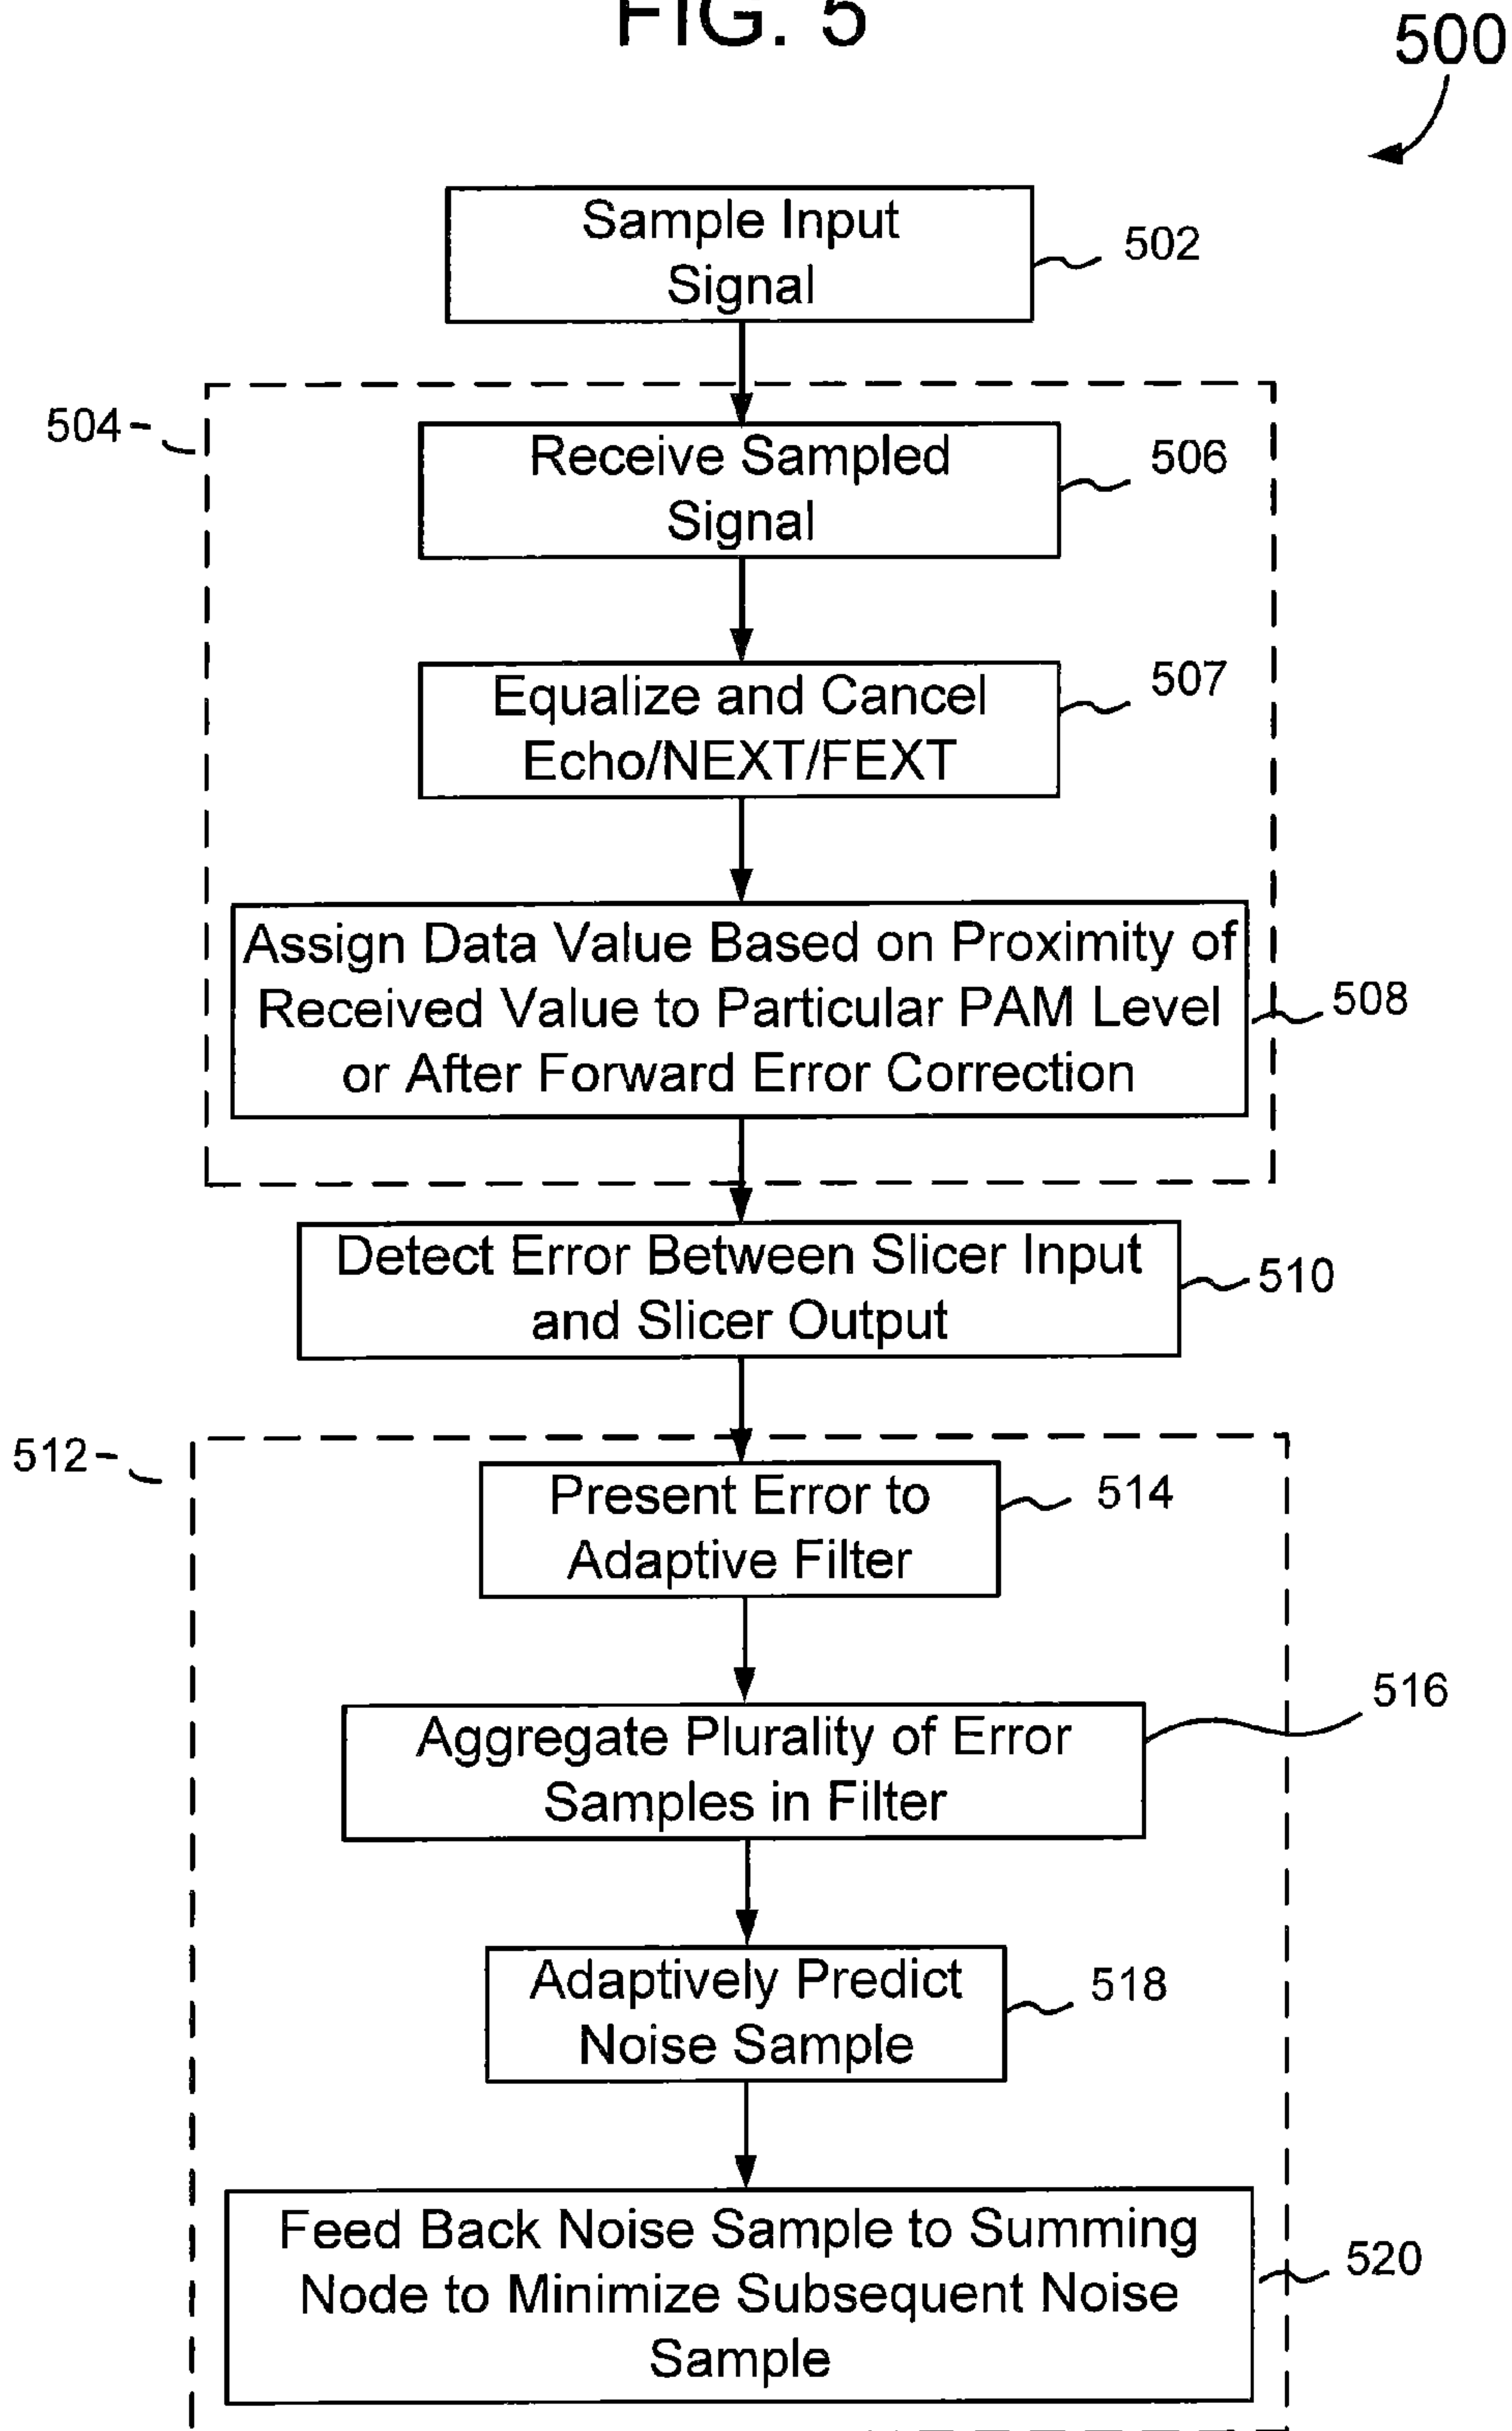 FIG. 5
500
Sample Input
Signal
502
504
Receive Sampled
Signal
506
Equalize and Cancel
Echo/NEXT/FEXT
507
Assign Data Value Based on Proximity of
Received Value to Particular PAM Level
or After Forward Error Correction
508
Detect Error Between Slicer Input
and Slicer Output
510
512
Present Error to
Adaptive Filter
514
Aggregate Plurality of Error
Samples in Filter
516
Adaptively Predict
Noise Sample
518
Feed Back Noise Sample to Summing
Node to Minimize Subsequent Noise
Sample
520